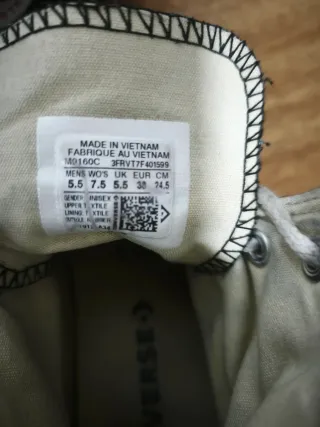 MADE IN VIETNAM
FABRIQUE AU VIETNAM
M9160C 3FRVT7F401599
MENS WO'S UK EUR CM
5.5 7.5 5.5 38 24.5
GENDER UNISEX
UPPER TEXTILE
LINING TEXTILE